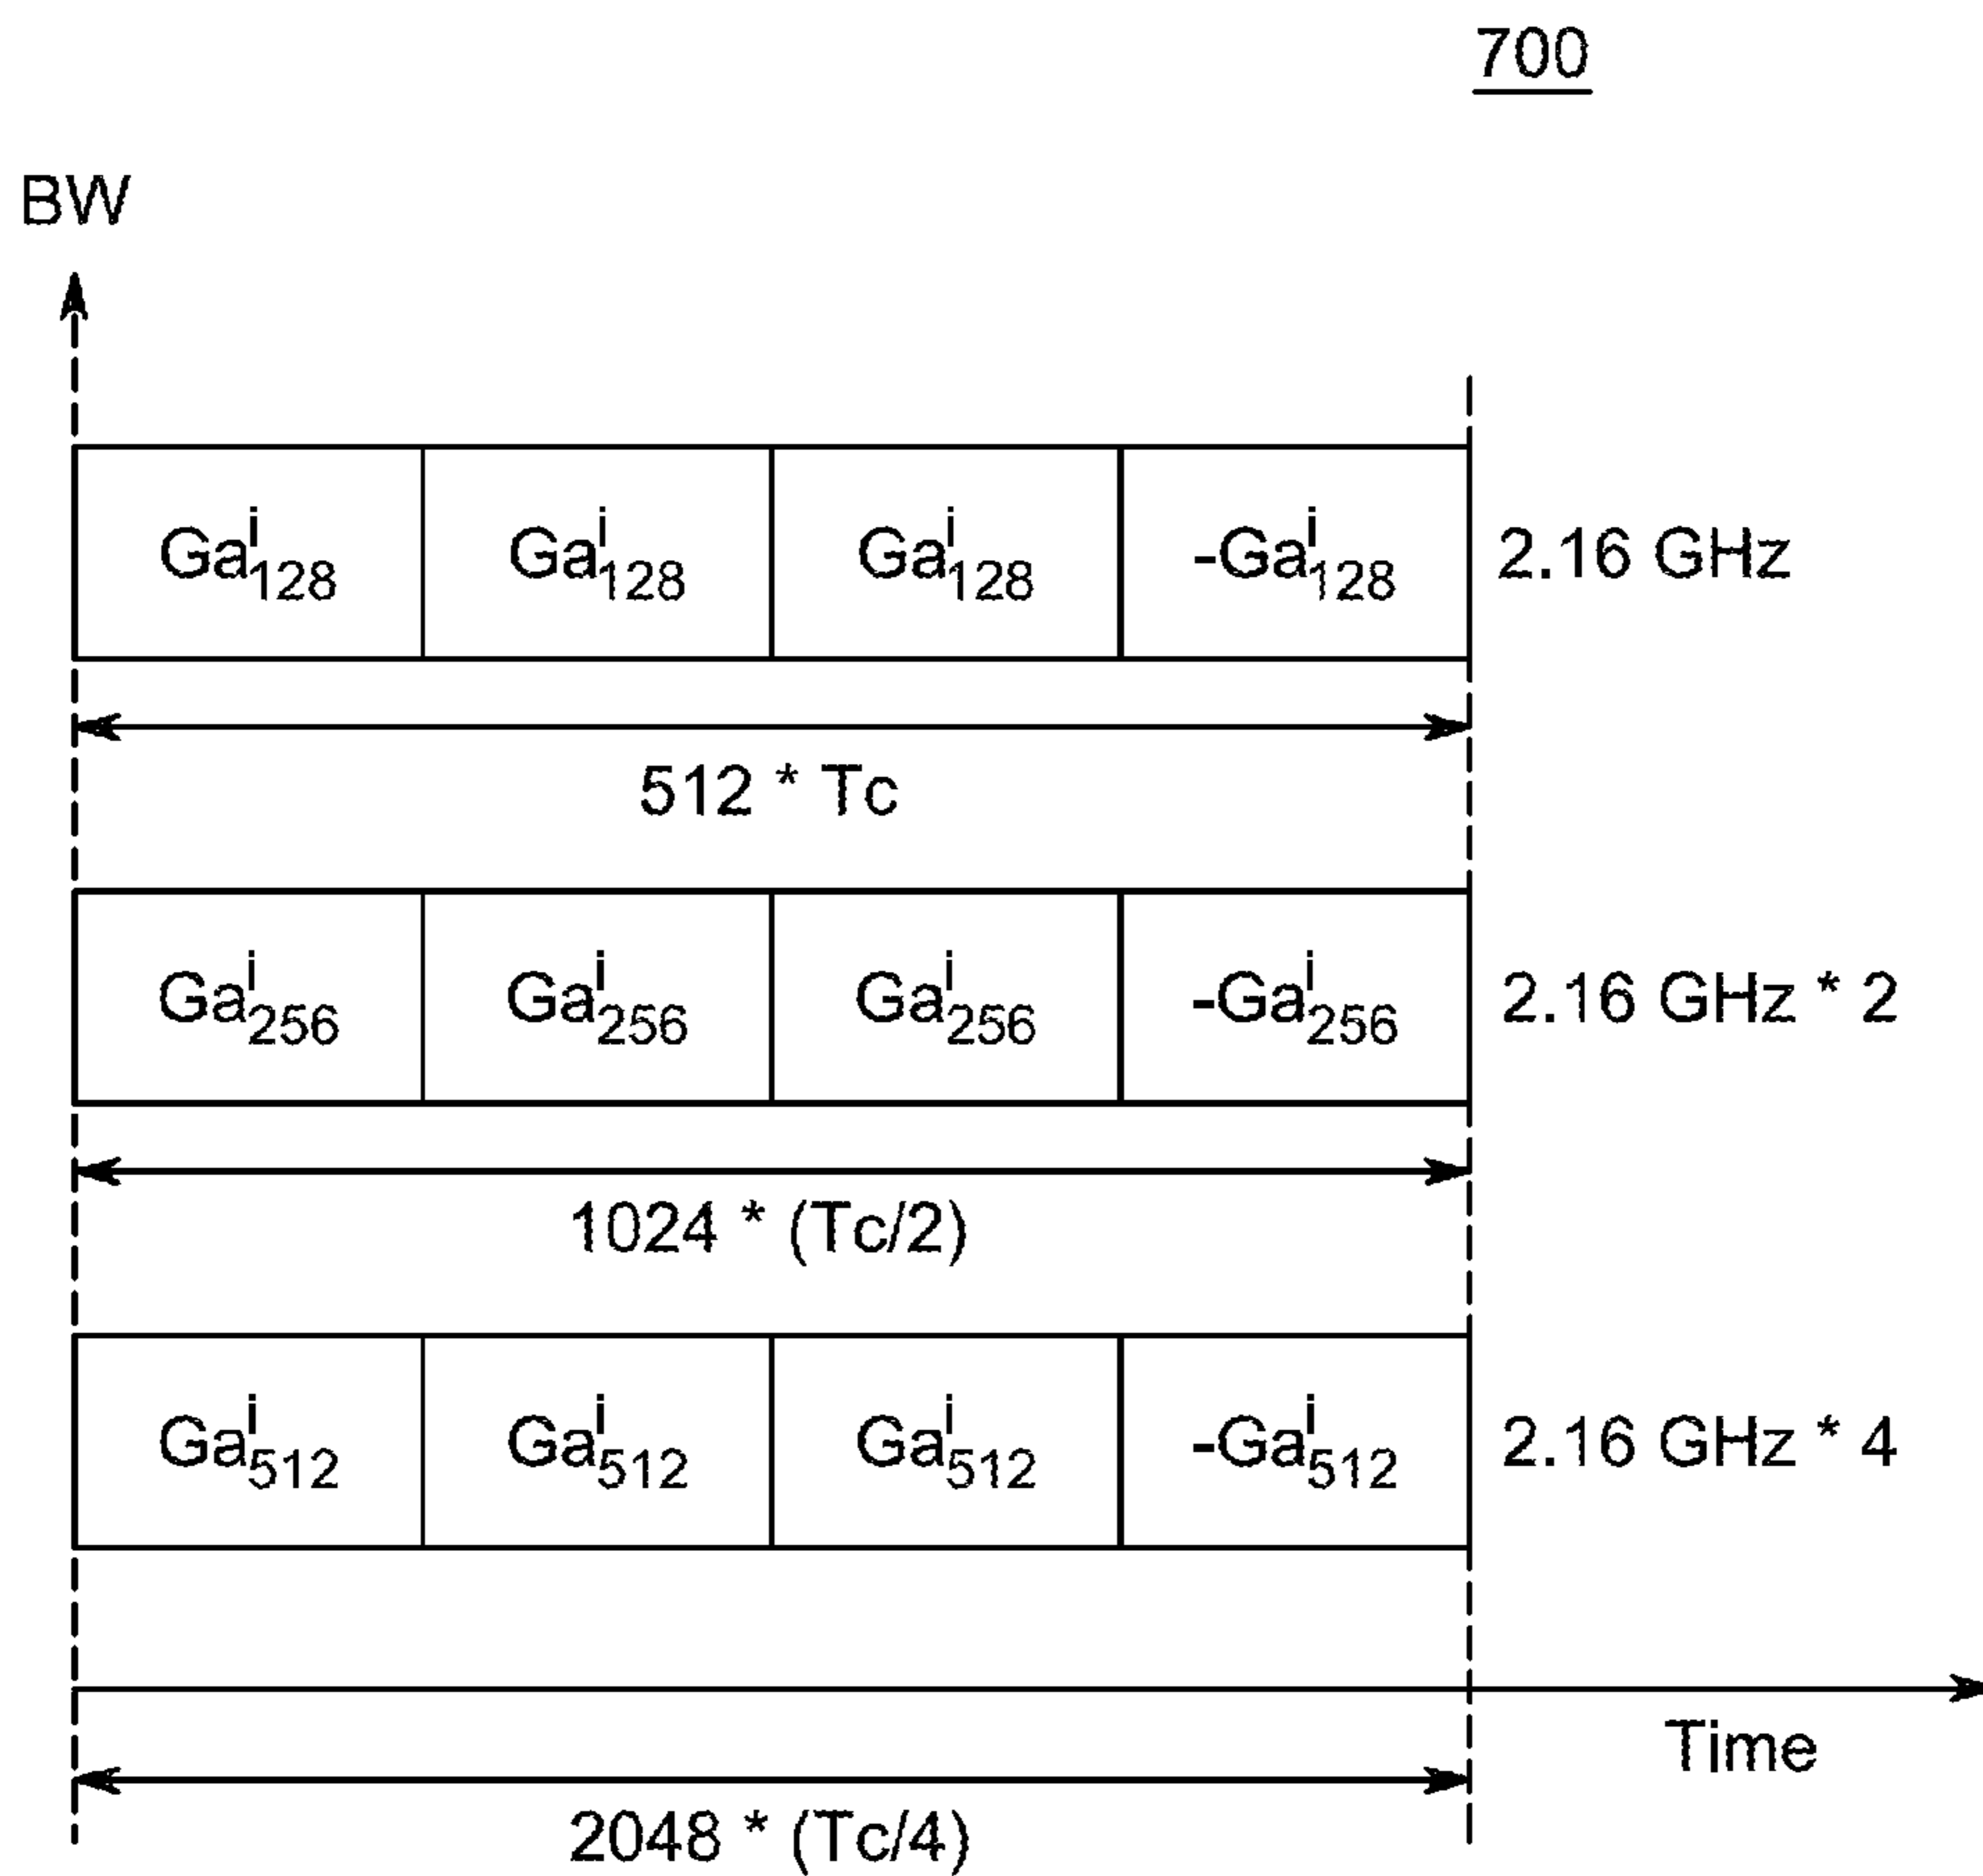 700
BW
Ga^i_128 Ga^i_128 Ga^i_128 -Ga^i_128 2.16 GHz
512 * Tc
Ga^i_256 Ga^i_256 Ga^i_256 -Ga^i_256 2.16 GHz * 2
1024 * (Tc/2)
Ga^i_512 Ga^i_512 Ga^i_512 -Ga^i_512 2.16 GHz * 4
Time
2048 * (Tc/4)